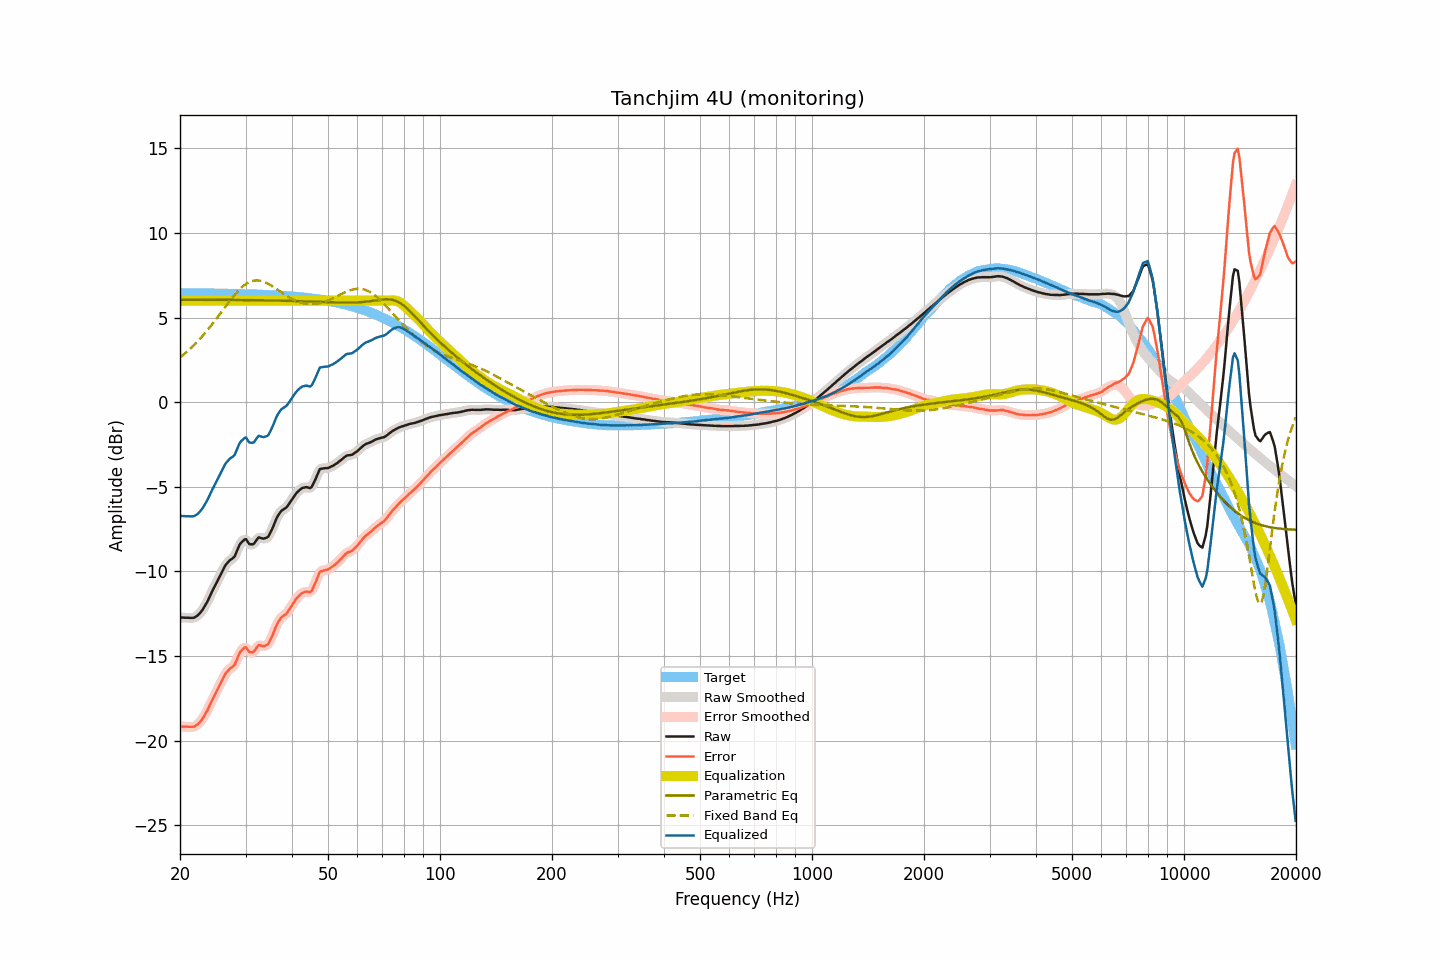 Tanchjim 4U (monitoring)
15
10
5
0
−5
−10
−15
−20
−25
Amplitude (dBr)
Target
Raw Smoothed
Error Smoothed
Raw
Error
Equalization
Parametric Eq
Fixed Band Eq
Equalized
20 50 100 200 500 1000 2000 5000 10000 20000
Frequency (Hz)